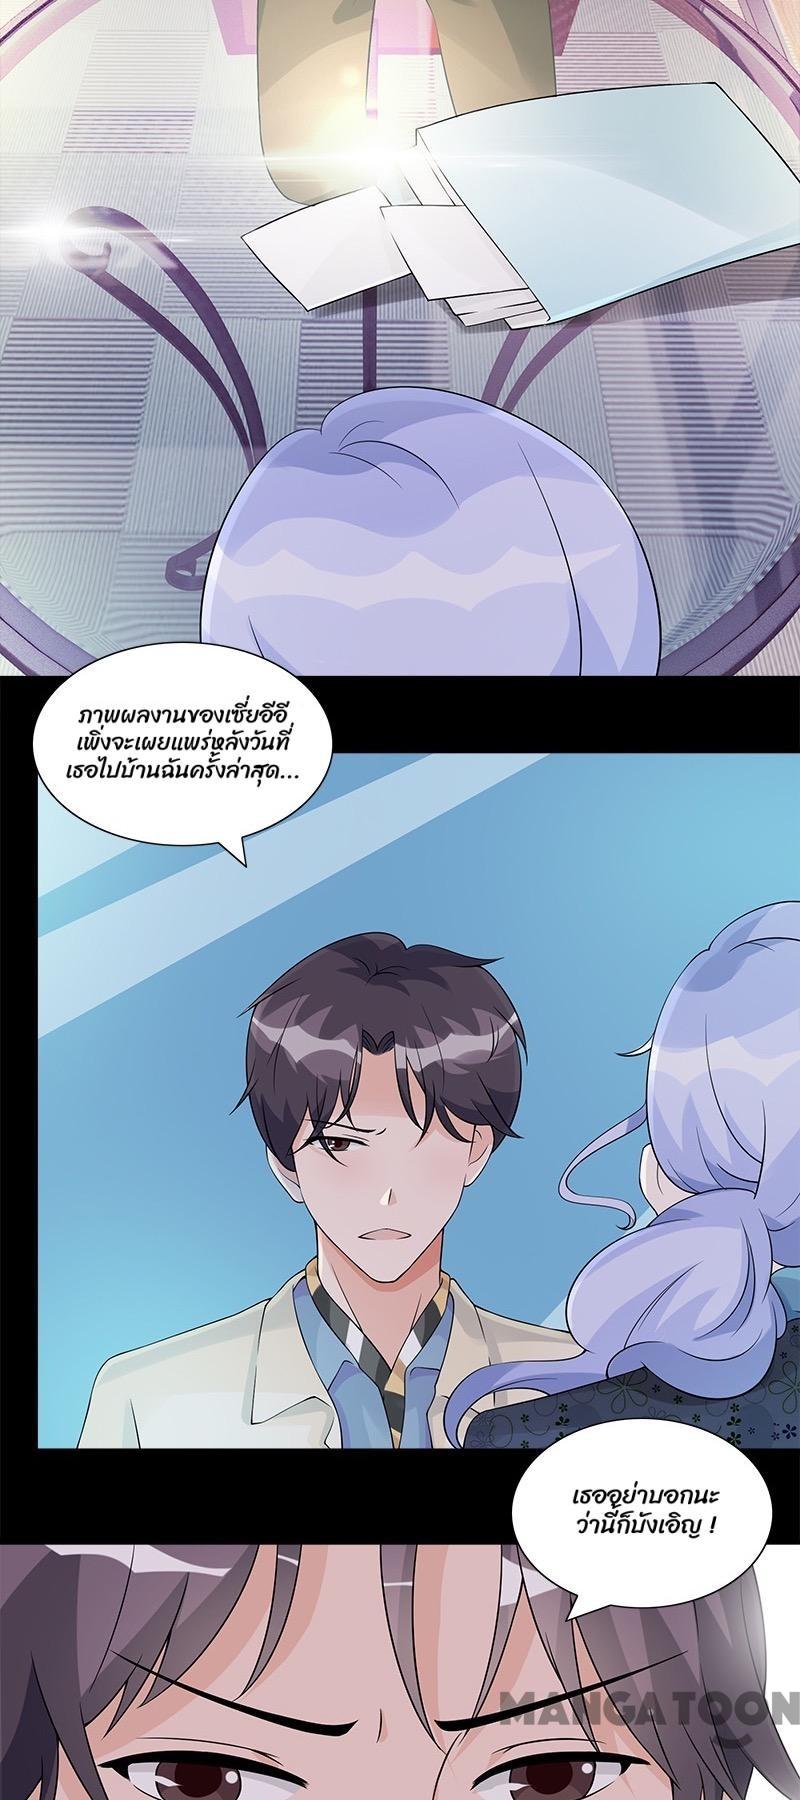 ภาพผลงานของเซี่ยอีอี
เพิ่งจะเผยแพร่หลังวันที่
เธอไปบ้านฉันครั้งล่าสุด...
เธออย่าบอกนะ
ว่านี้ก็บังเอิญ !
MANGATOON